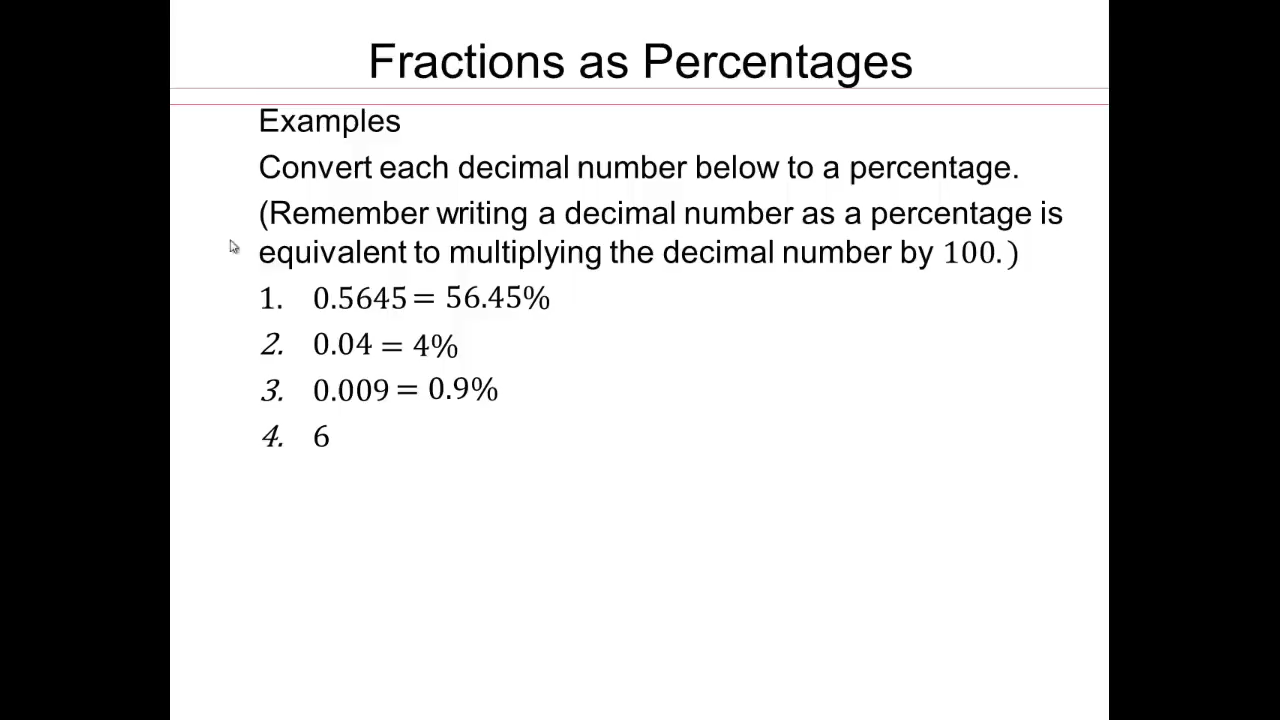 Fractions as Percentages
Examples
Convert each decimal number below to a percentage.
(Remember writing a decimal number as a percentage is
equivalent to multiplying the decimal number by 100.)
1. 0.5645 = 56.45%
2. 0.04 = 4%
3. 0.009 = 0.9%
4. 6